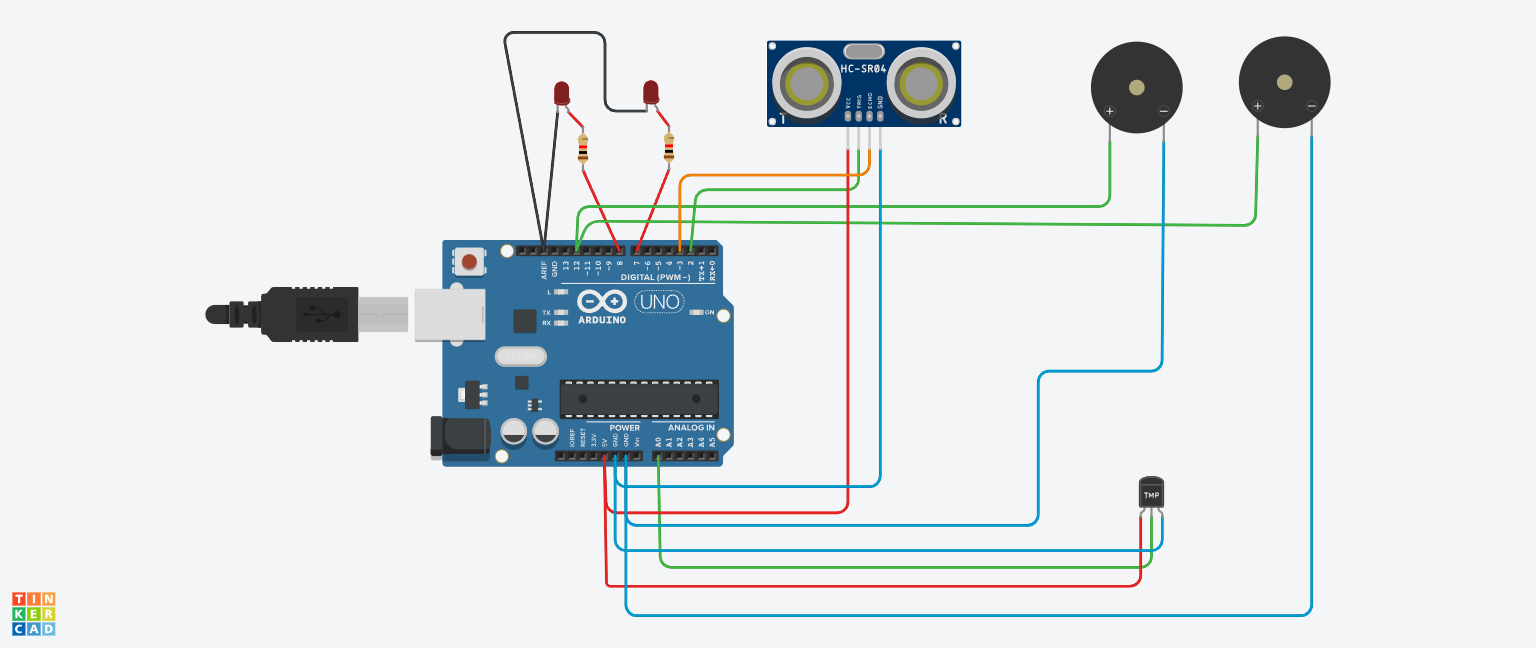 HC-SR04
VCC
TRIG
ECHO
GND
T
R
+
−
+
−
AREF
GND
13
12
~11
~10
~9
8
7
~6
~5
4
~3
2
TX→1
RX←0
DIGITAL (PWM~)
L
TX
RX
ARDUINO
UNO
ON
POWER
ANALOG IN
IOREF
RESET
3.3V
5V
GND
GND
Vin
A0
A1
A2
A3
A4
A5
TMP
TIN
KER
CAD